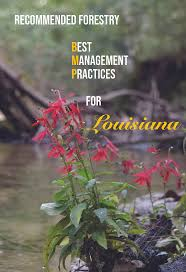 RECOMMENDED FORESTRY
BEST
MANAGEMENT
PRACTICES
FOR
Louisiana